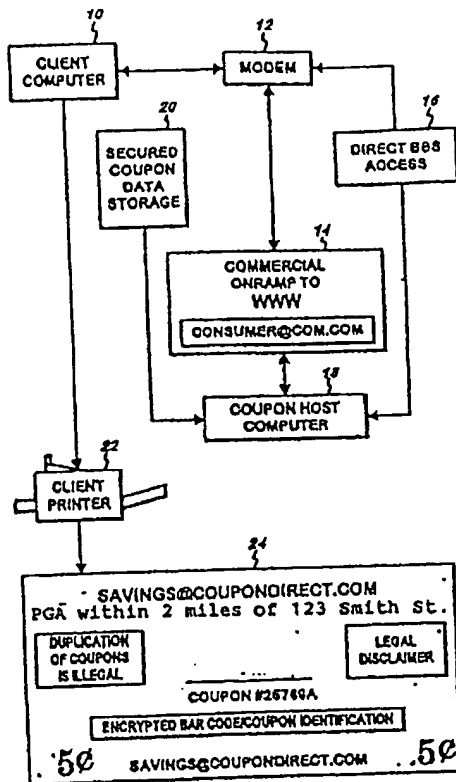 10
CLIENT
COMPUTER
12
MODEM
20
SECURED
COUPON
DATA
STORAGE
16
DIRECT BBS
ACCESS
14
COMMERCIAL
ONRAMP TO
WWW
CONSUMER@COM.COM
18
COUPON HOST
COMPUTER
22
CLIENT
PRINTER
24
SAVINGS@COUPONDIRECT.COM
PGA within 2 miles of 123 Smith St.
DUPLICATION
OF COUPONS
IS ILLEGAL
LEGAL
DISCLAIMER
COUPON #25769A
ENCRYPTED BAR CODE/COUPON IDENTIFICATION
5¢
SAVINGS@COUPONDIRECT.COM
5¢